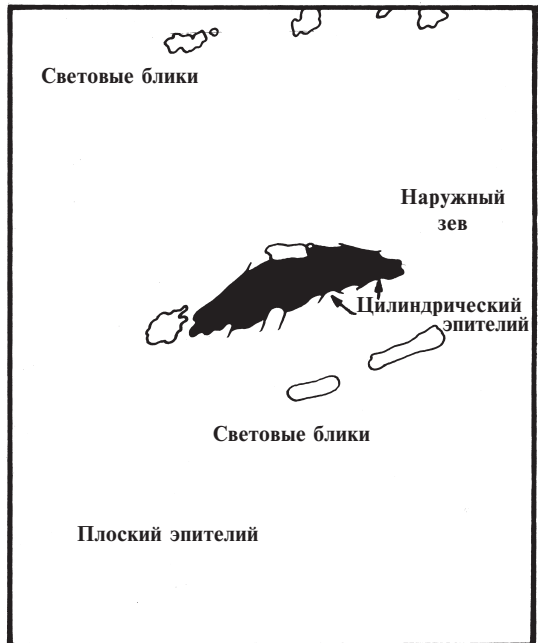 Световые блики
Наружный
зев
Цилиндрический
эпителий
Световые блики
Плоский эпителий